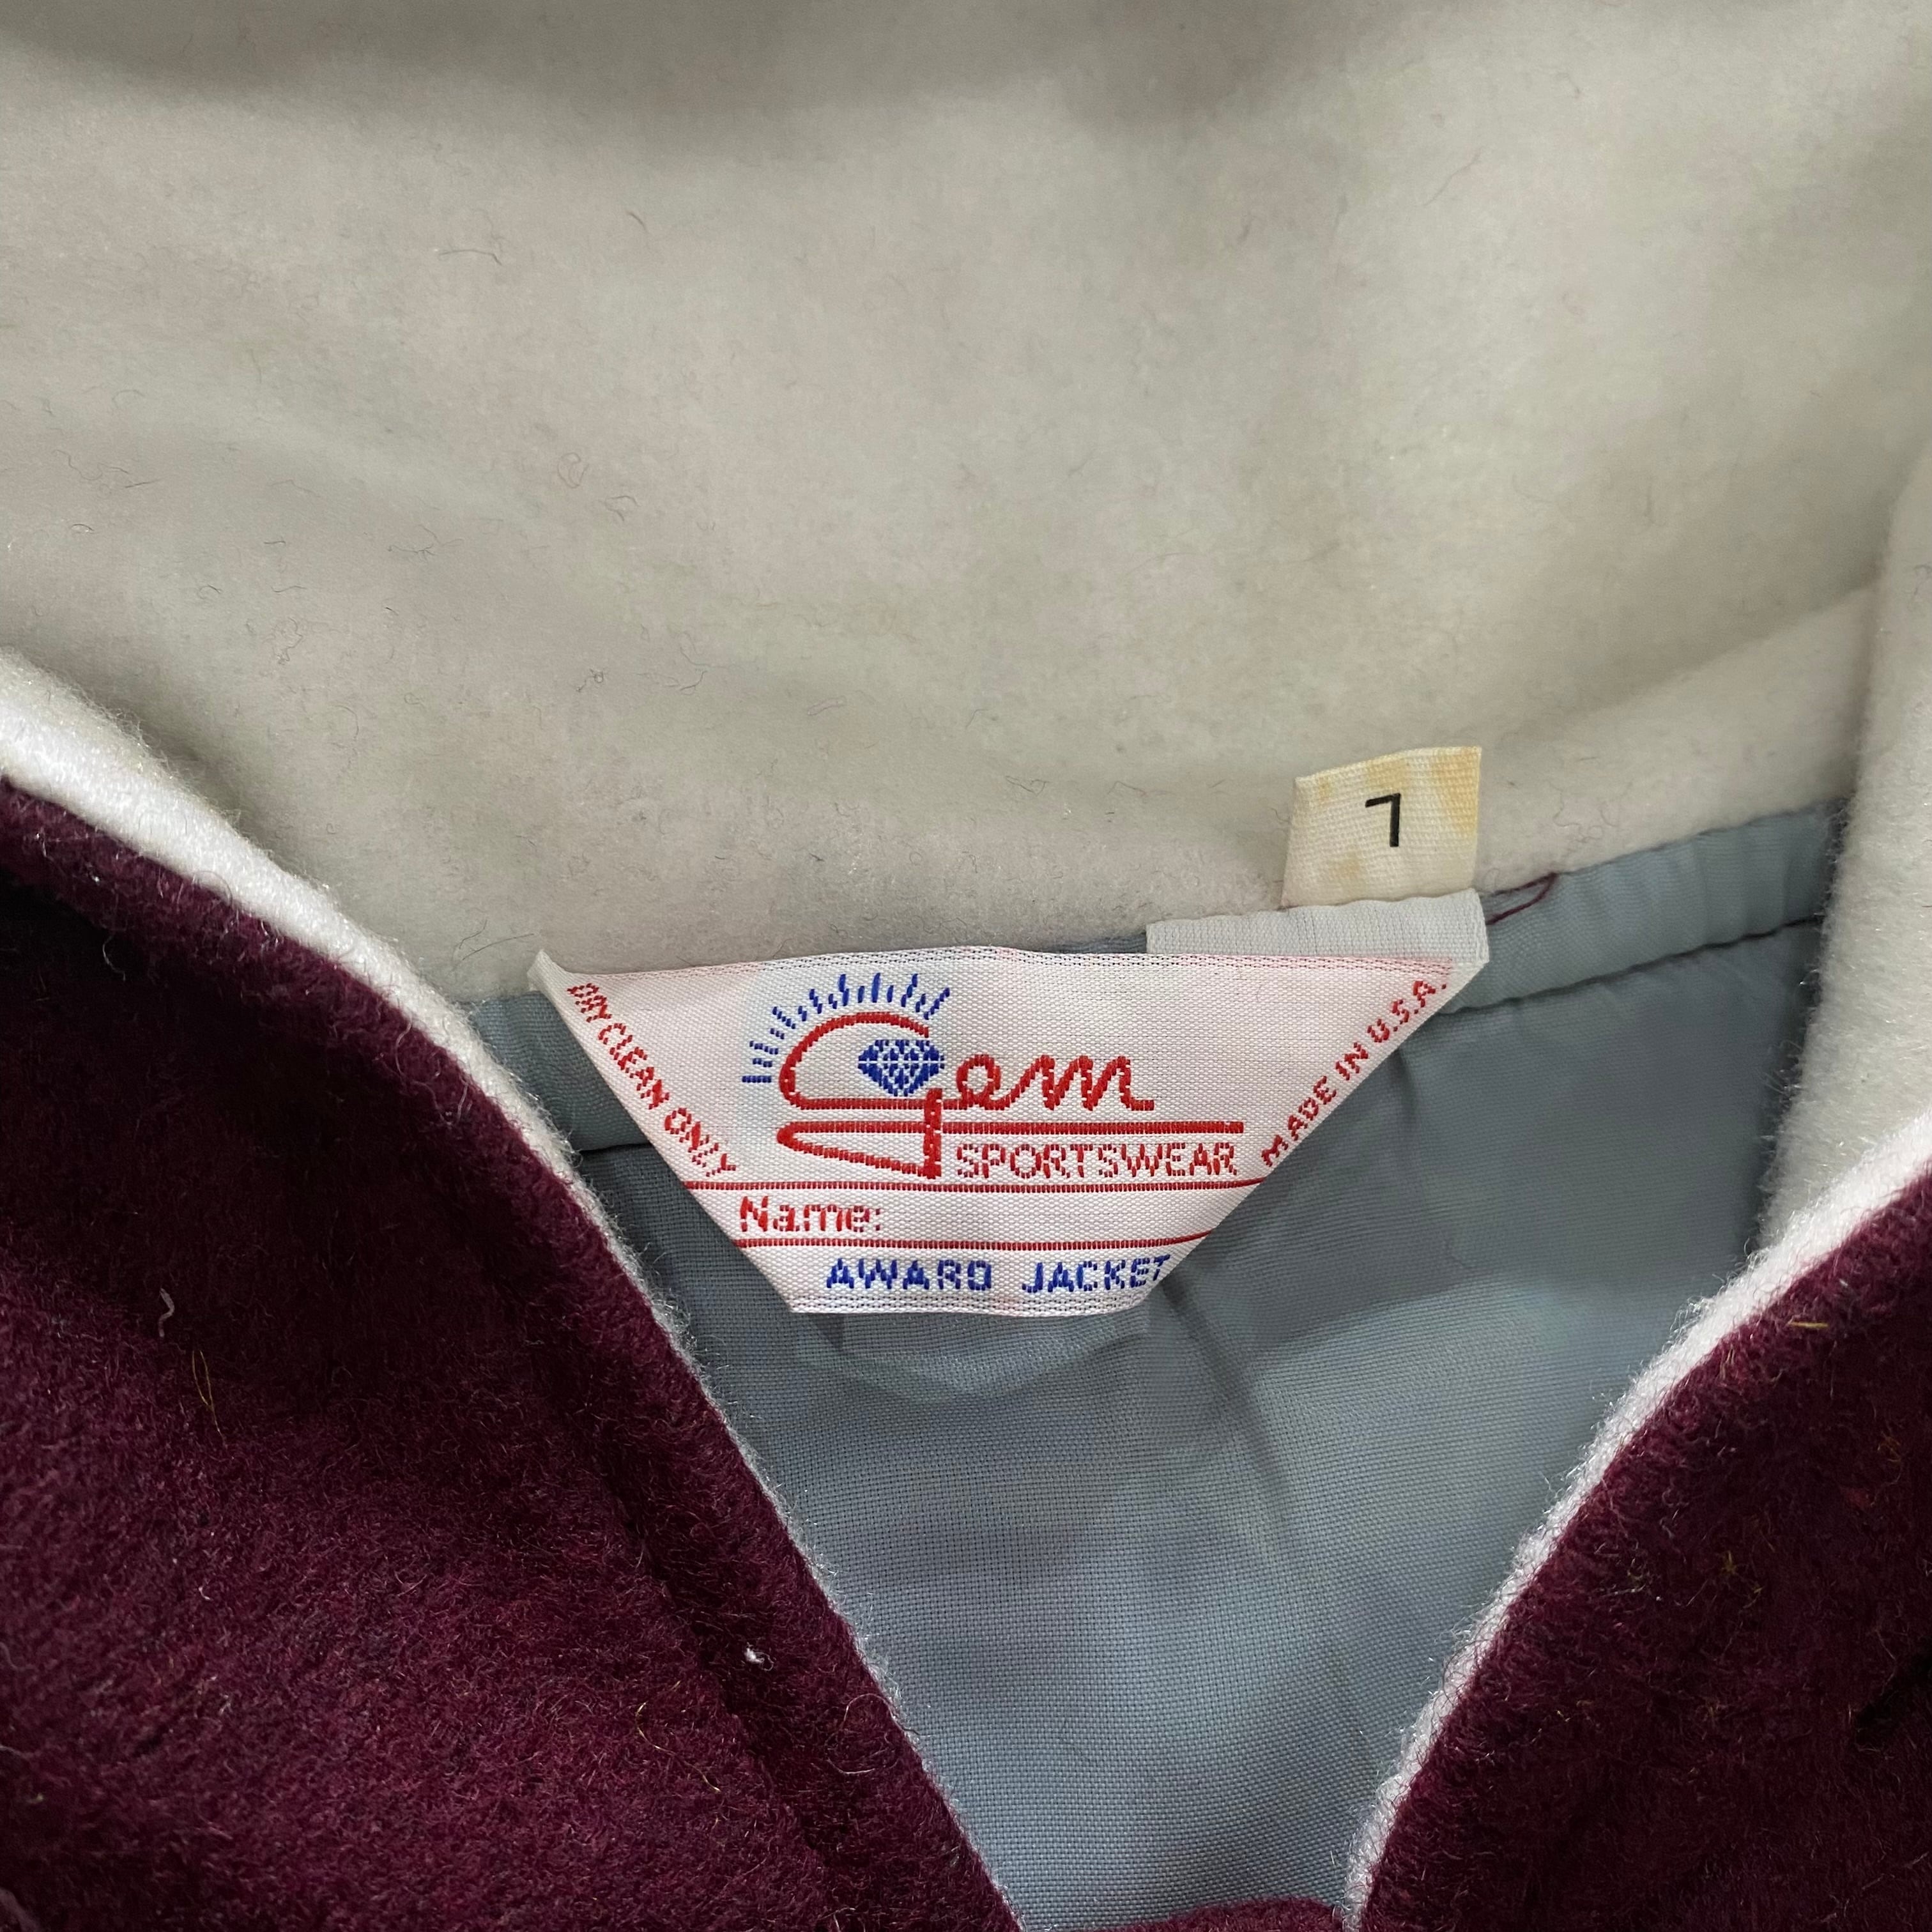 L
DRY CLEAN ONLY
Gem
SPORTSWEAR
MADE IN U.S.A.
Name:
AWARD JACKET